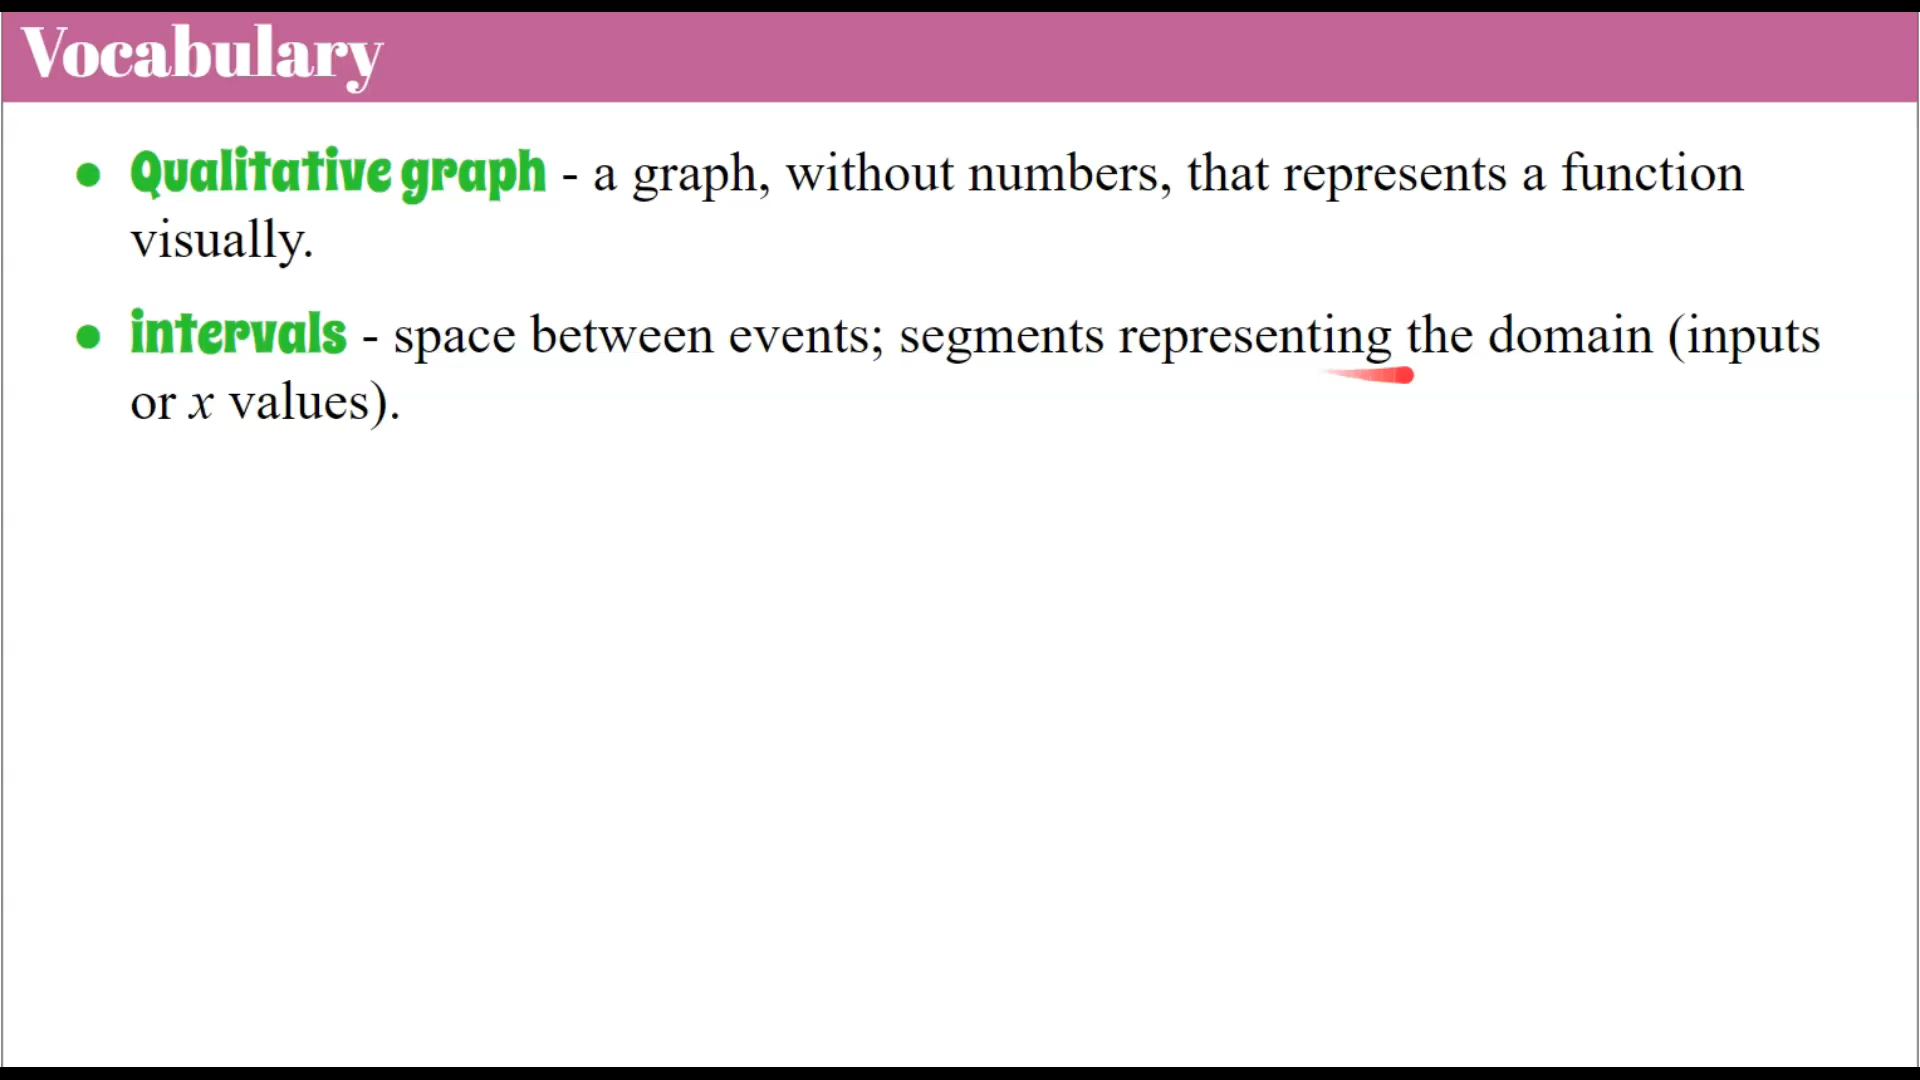 Vocabulary
● Qualitative graph - a graph, without numbers, that represents a function
visually.
● intervals - space between events; segments representing the domain (inputs
or x values).